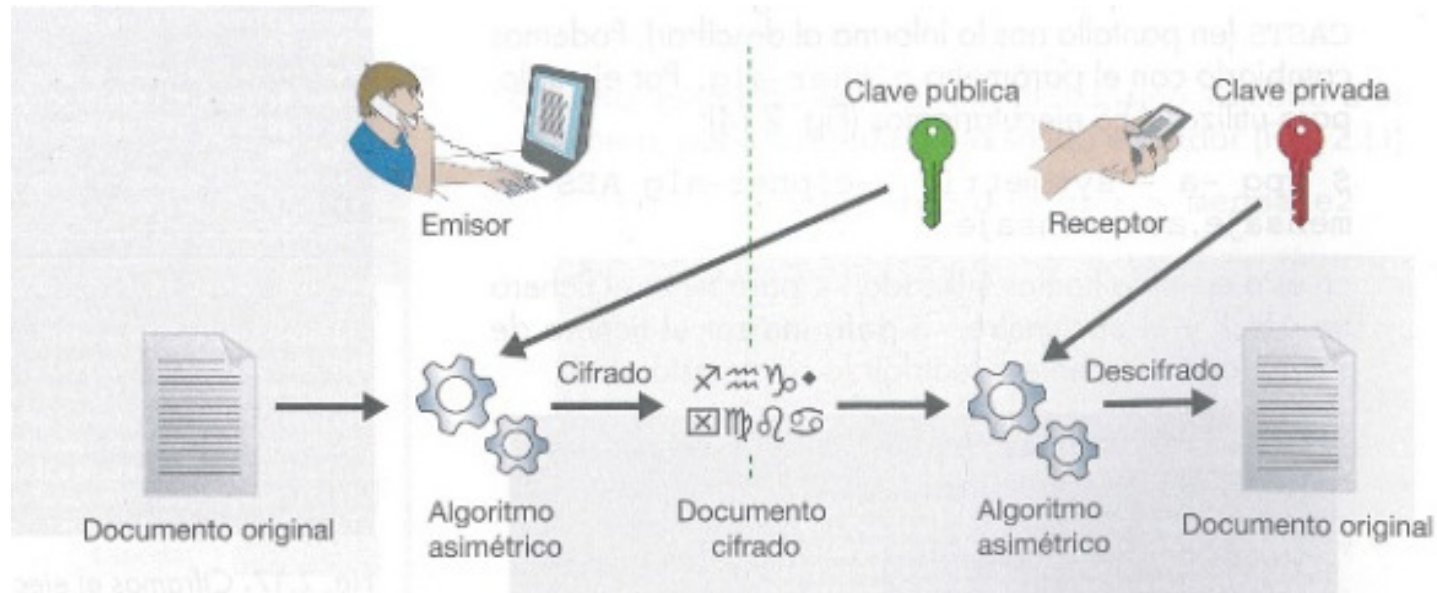 Clave pública
Clave privada
Emisor
Receptor
Cifrado
Descifrado
Documento original
Algoritmo
asimétrico
Documento
cifrado
Algoritmo
asimétrico
Documento original